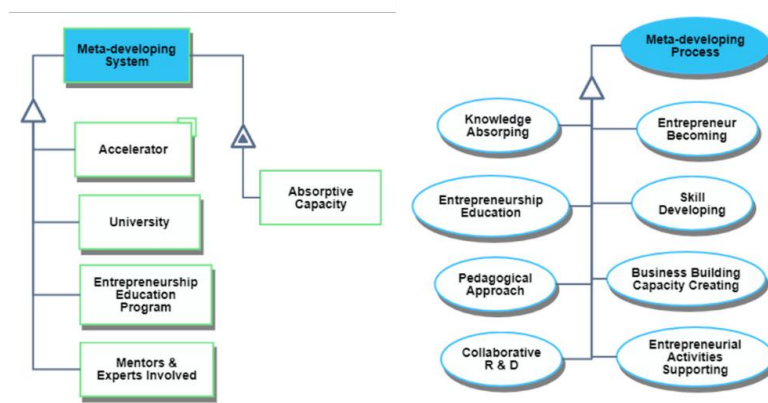 Meta-developing
System
Accelerator
University
Entrepreneurship
Education
Program
Mentors &
Experts Involved
Absorptive
Capacity
Meta-developing
Process
Knowledge
Absorping
Entrepreneur
Becoming
Entrepreneurship
Education
Skill
Developing
Pedagogical
Approach
Business Building
Capacity Creating
Collaborative
R & D
Entrepreneurial
Activities
Supporting